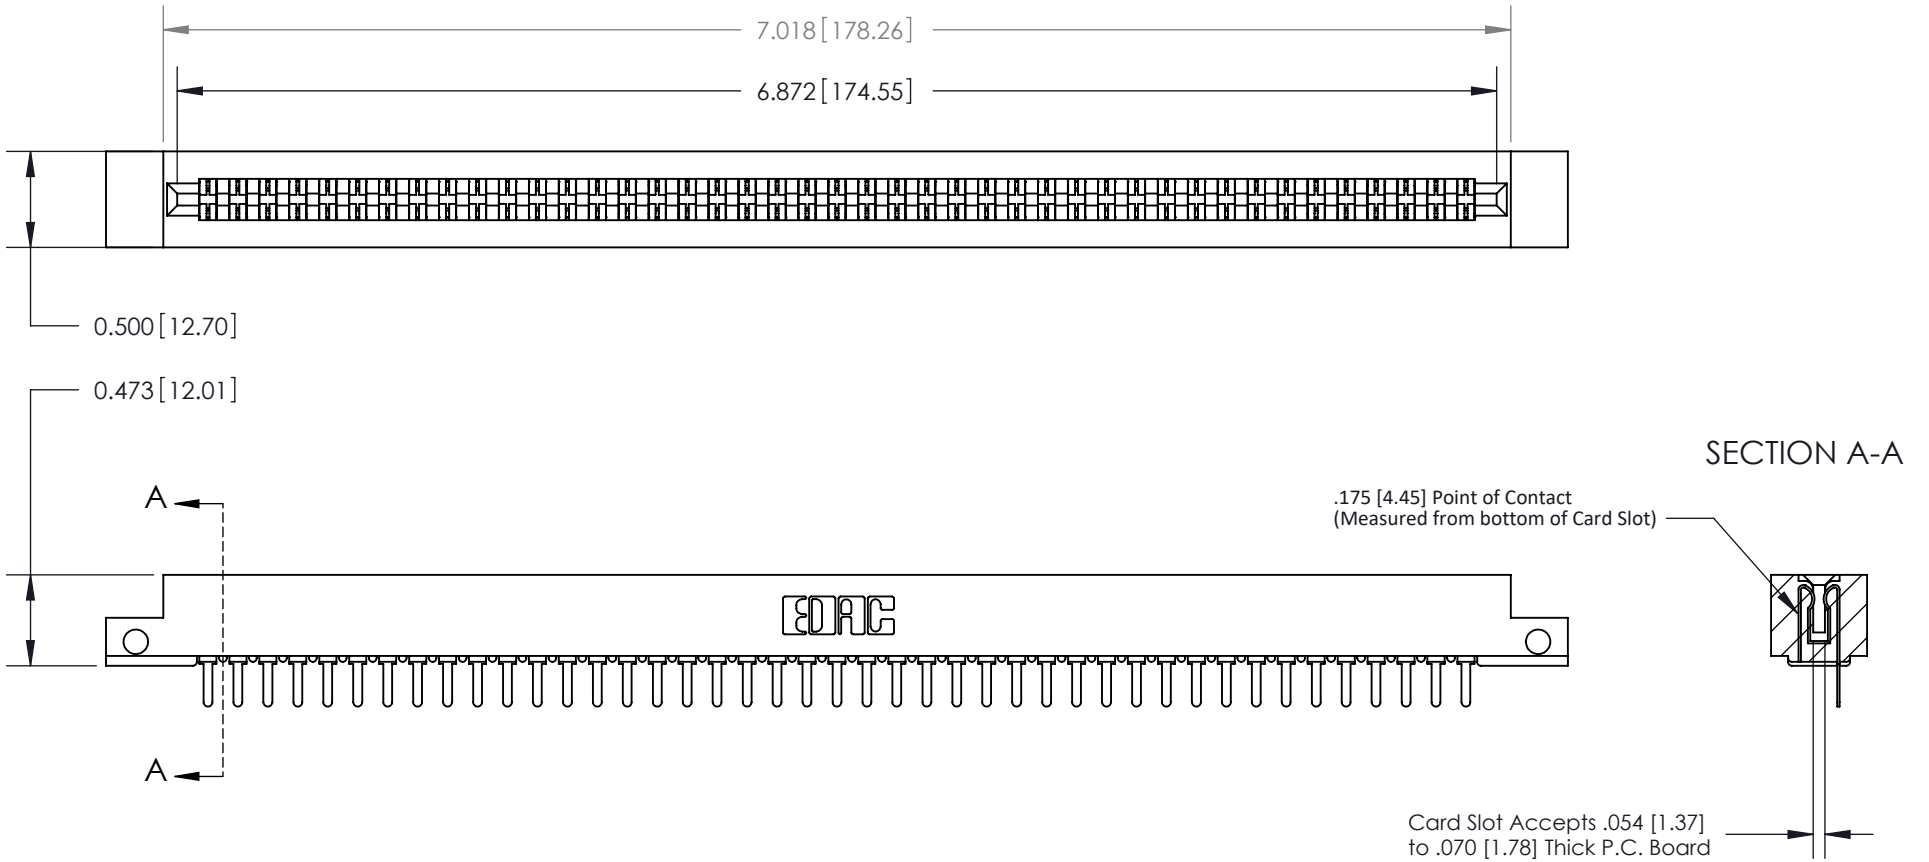 7.018[178.26]
6.872[174.55]
0.500[12.70]
0.473[12.01]
SECTION A-A
.175 [4.45] Point of Contact
(Measured from bottom of Card Slot)
A
EDAC
A
Card Slot Accepts .054 [1.37]
to .070 [1.78] Thick P.C. Board